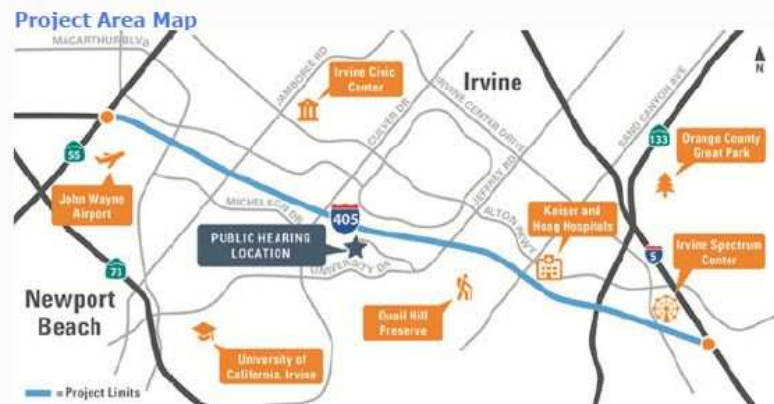 Project Area Map
MACARTHUR BLVD
JAMBOREE RD
Irvine Civic
Center
CULVER DR
Irvine
IRVINE CENTER DRIVE
SAND CANYON AVE
N
133
Orange County
Great Park
55
John Wayne
Airport
MICHELSON DR
405
JEFFREY RD
ALTON PKWY
Kaiser and
Hoag Hospitals
PUBLIC HEARING
LOCATION
UNIVERSITY DR
5
Irvine Spectrum
Center
73
Newport
Beach
Quail Hill
Preserve
University of
California, Irvine
= Project Limits